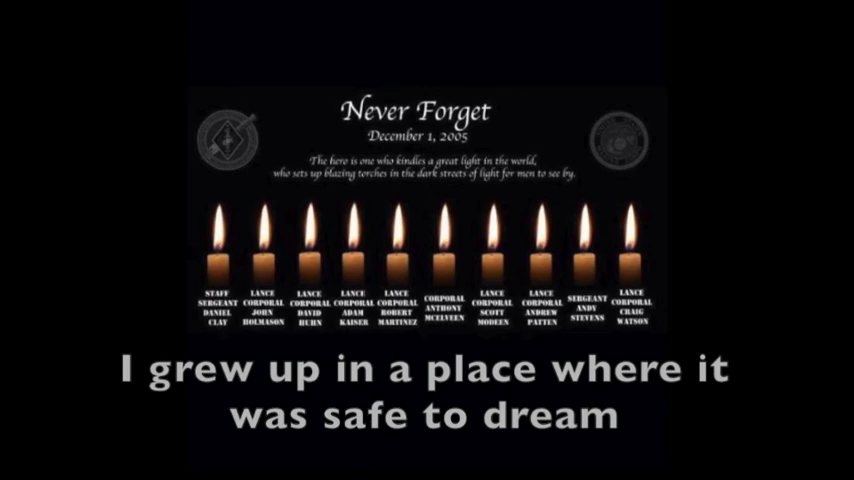 Never Forget
December 1, 2005
The hero is one who kindles a great light in the world,
who sets up blazing torches in the dark streets of light for men to see by.
STAFF
SERGEANT
DANIEL
CLAY
LANCE
CORPORAL
JOHN
HOLMASON
LANCE
CORPORAL
DAVID
HUHN
LANCE
CORPORAL
ADAM
KAISER
LANCE
CORPORAL
ROBERT
MARTINEZ
CORPORAL
ANTHONY
MCELVEEN
LANCE
CORPORAL
SCOTT
MODEEN
LANCE
CORPORAL
ANDREW
PATTEN
SERGEANT
ANDY
STEVENS
LANCE
CORPORAL
CRAIG
WATSON
I grew up in a place where it
was safe to dream